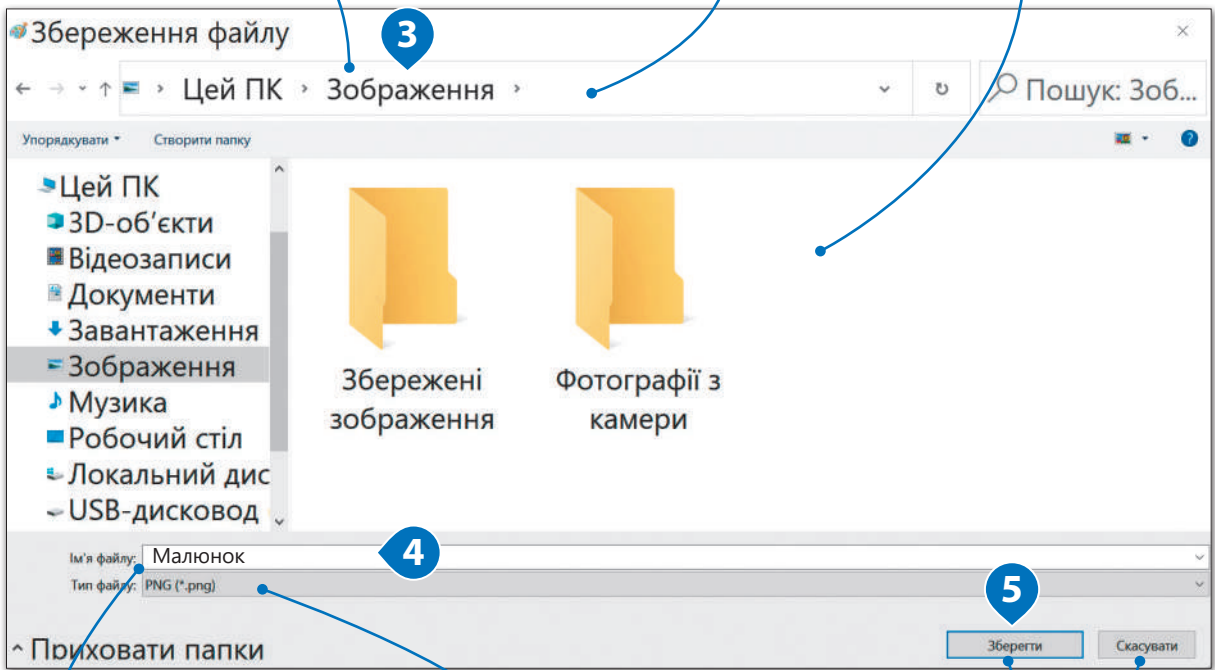 Збереження файлу
3
Цей ПК
Зображення
Пошук: Зоб...
Упорядкувати
Створити папку
Цей ПК
3D-об'єкти
Відеозаписи
Документи
Завантаження
Зображення
Музика
Робочий стіл
Локальний дис
USB-дисковод
Збережені
зображення
Фотографії з
камери
Ім'я файлу: Малюнок
4
Тип файлу: PNG (*.png)
5
Приховати папки
Зберегти
Скасувати